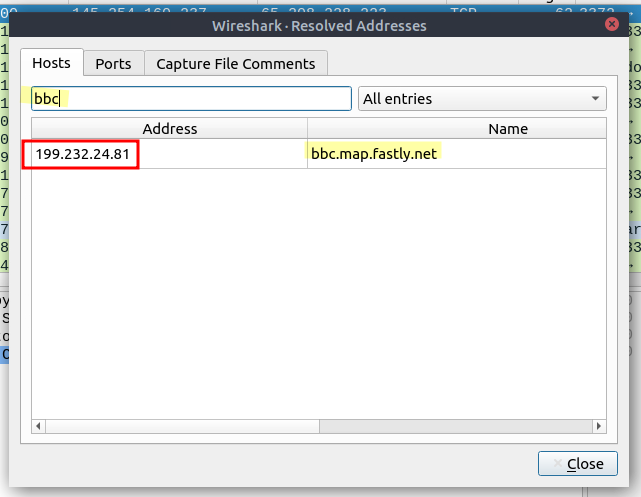 Wireshark · Resolved Addresses
Hosts Ports Capture File Comments
bbc All entries
Address Name
199.232.24.81 bbc.map.fastly.net
Close